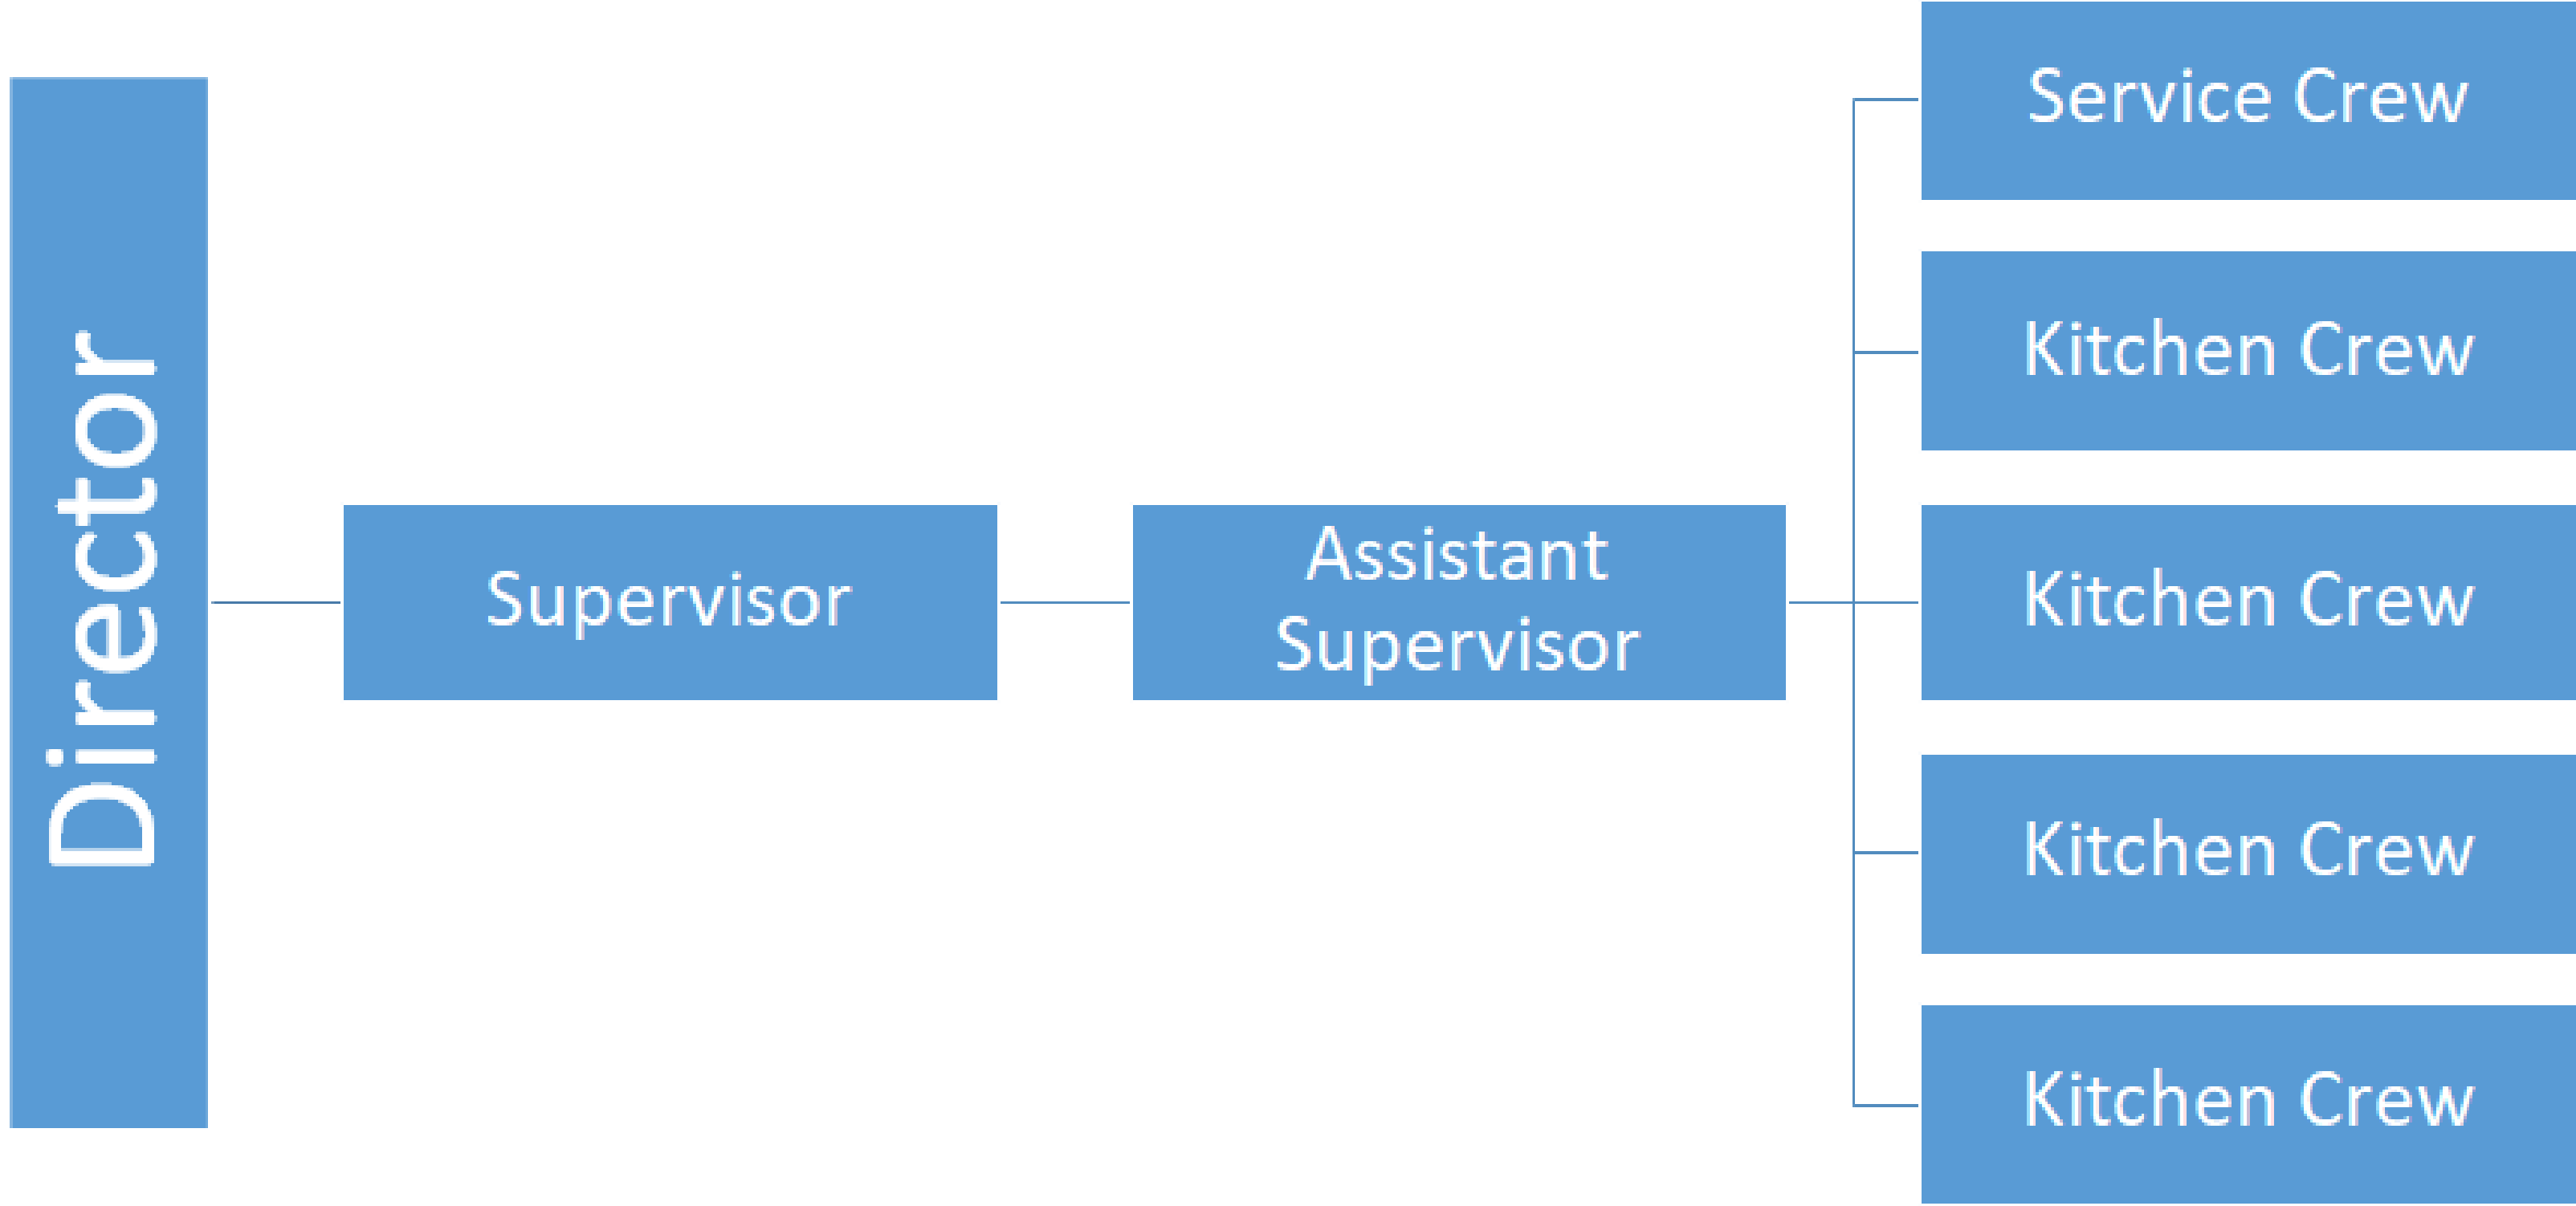 Director
Supervisor
Assistant
Supervisor
Service Crew
Kitchen Crew
Kitchen Crew
Kitchen Crew
Kitchen Crew